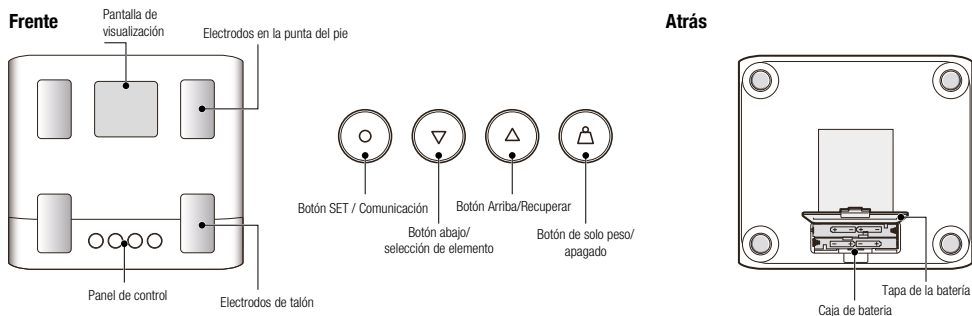 Frente
Pantalla de
visualización
Electrodos en la punta del pie
Botón SET / Comunicación
Botón abajo/
selección de elemento
Botón Arriba/Recuperar
Botón de solo peso/
apagado
Panel de control
Electrodos de talón
Atrás
Tapa de la batería
Caja de bateria